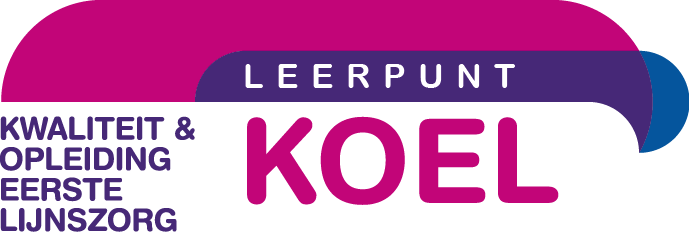 LEERPUNT
KOEL
KWALITEIT &
OPLEIDING
EERSTE
LIJNSZORG